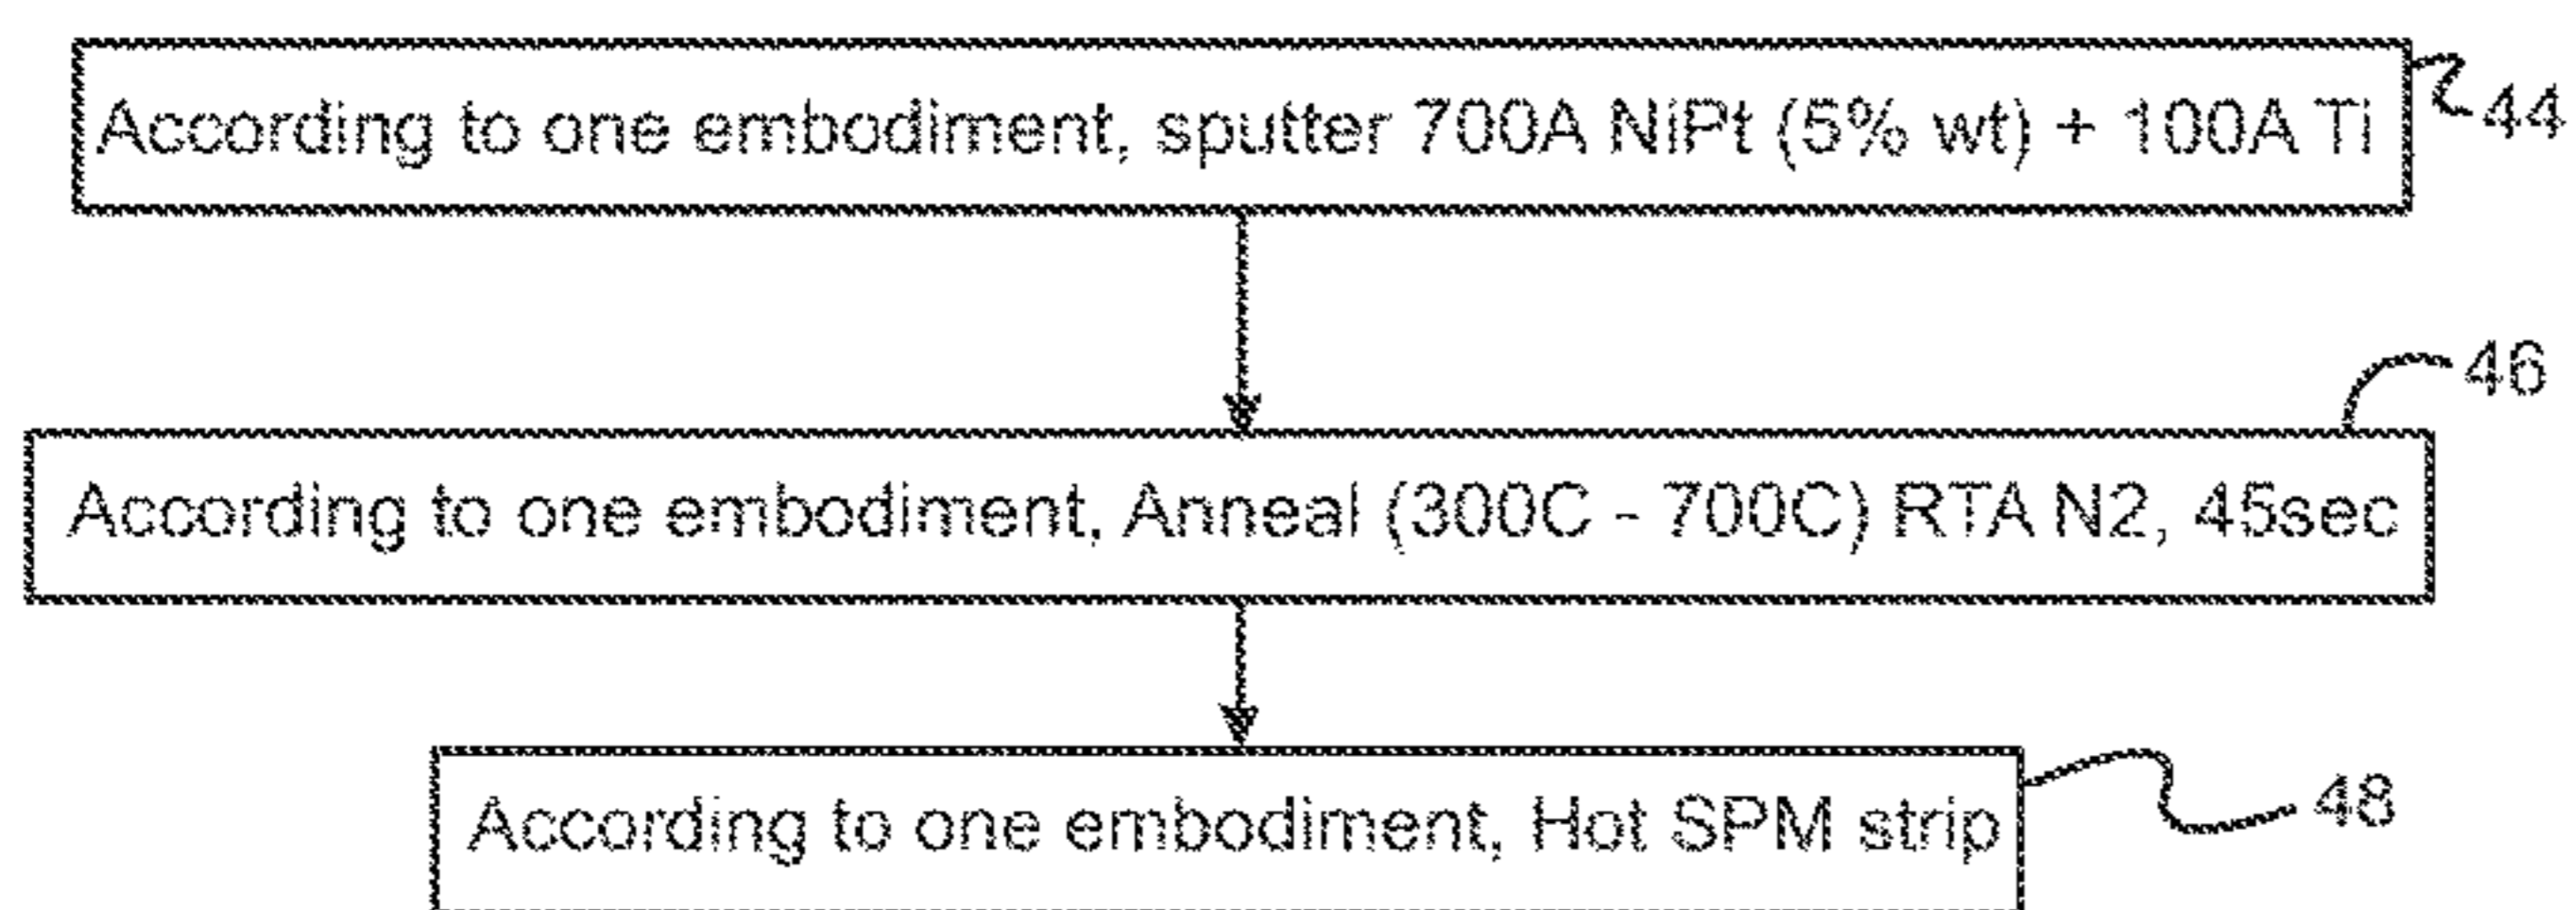 According to one embodiment, sputter 700A NiPt (5% wt) + 100A Ti
44
46
According to one embodiment, Anneal (300C - 700C) RTA N2, 45sec
According to one embodiment, Hot SPM strip
48